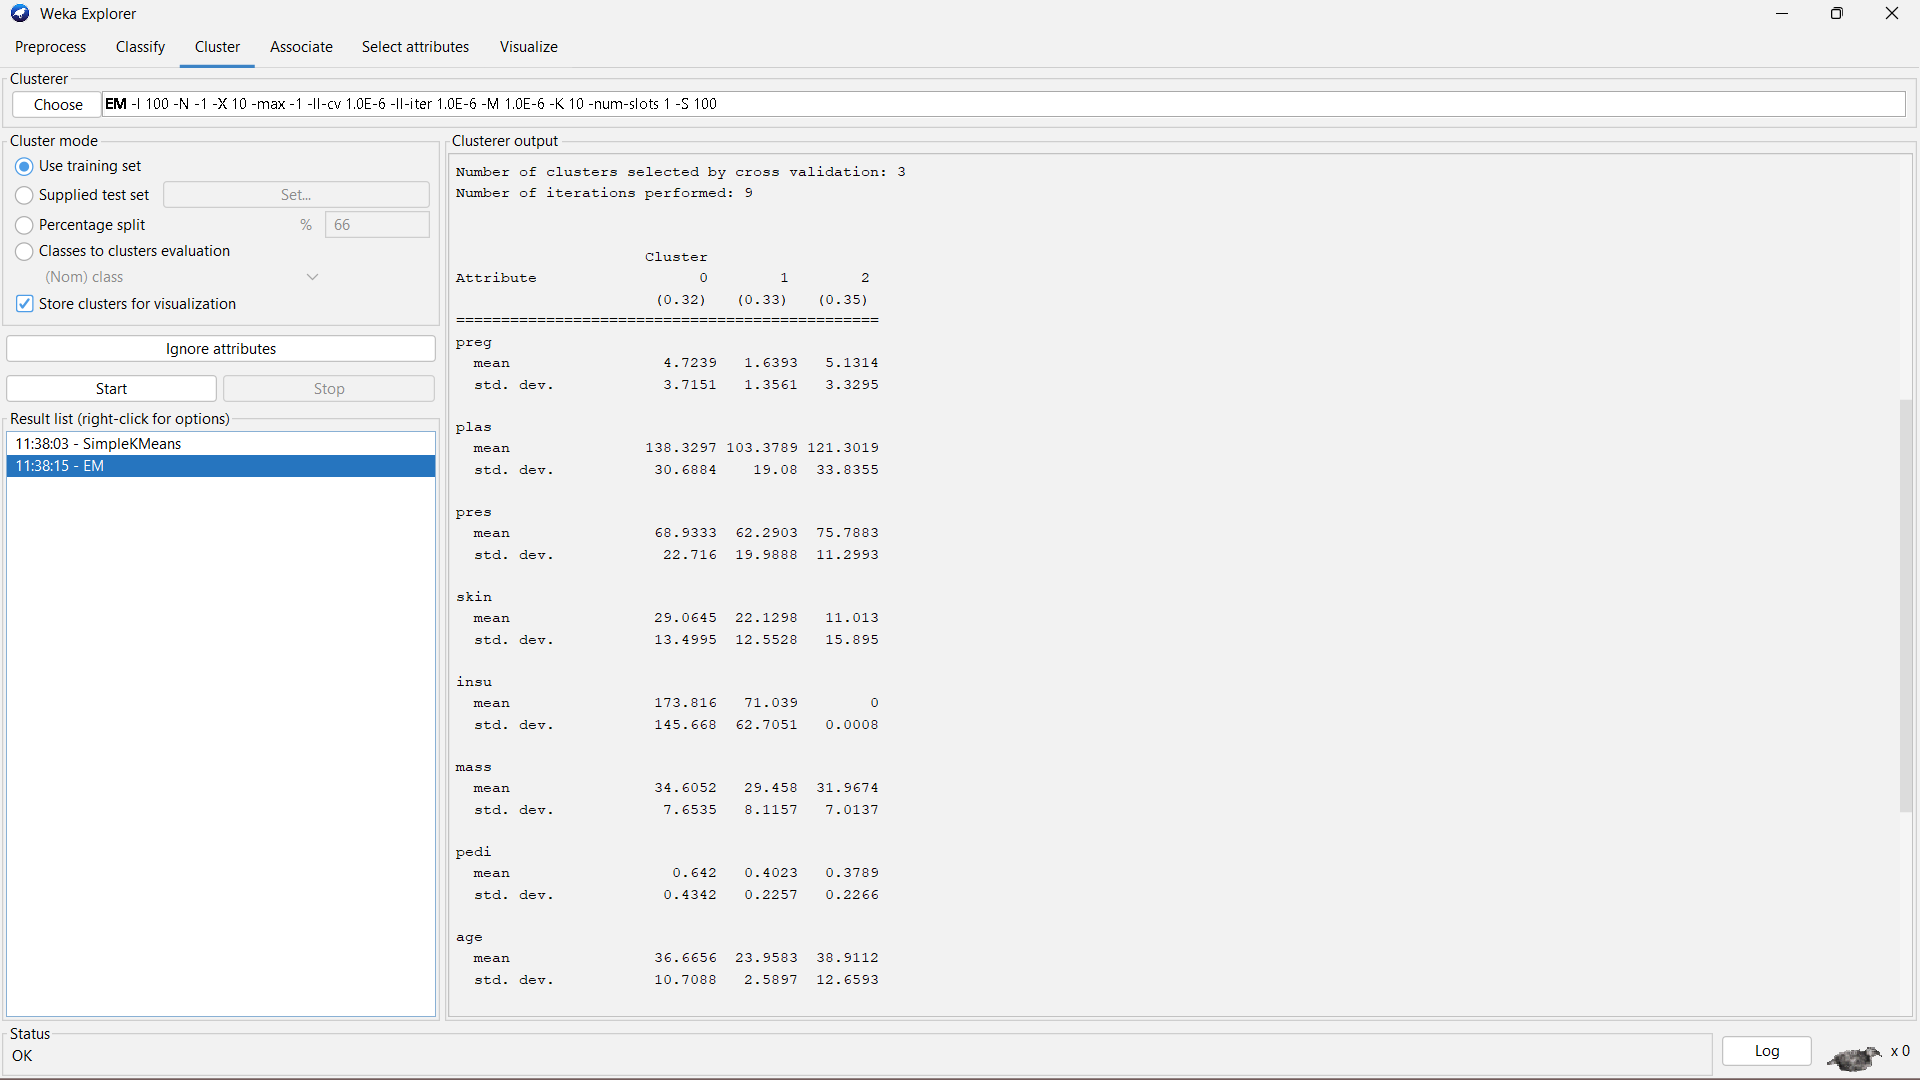 Weka Explorer
Preprocess Classify Cluster Associate Select attributes Visualize
Clusterer
Choose EM -I 100 -N -1 -X 10 -max -1 -ll-cv 1.0E-6 -ll-iter 1.0E-6 -M 1.0E-6 -K 10 -num-slots 1 -S 100
Cluster mode
Use training set
Supplied test set Set...
Percentage split % 66
Classes to clusters evaluation
(Nom) class
Store clusters for visualization
Ignore attributes
Start Stop
Result list (right-click for options)
11:38:03 - SimpleKMeans
11:38:15 - EM
Clusterer output
Number of clusters selected by cross validation: 3
Number of iterations performed: 9
Cluster
Attribute 0 1 2
(0.32) (0.33) (0.35)
===============================================
preg
mean 4.7239 1.6393 5.1314
std. dev. 3.7151 1.3561 3.3295
plas
mean 138.3297 103.3789 121.3019
std. dev. 30.6884 19.08 33.8355
pres
mean 68.9333 62.2903 75.7883
std. dev. 22.716 19.9888 11.2993
skin
mean 29.0645 22.1298 11.013
std. dev. 13.4995 12.5528 15.895
insu
mean 173.816 71.039 0
std. dev. 145.668 62.7051 0.0008
mass
mean 34.6052 29.458 31.9674
std. dev. 7.6535 8.1157 7.0137
pedi
mean 0.642 0.4023 0.3789
std. dev. 0.4342 0.2257 0.2266
age
mean 36.6656 23.9583 38.9112
std. dev. 10.7088 2.5897 12.6593
Status
OK
Log x 0